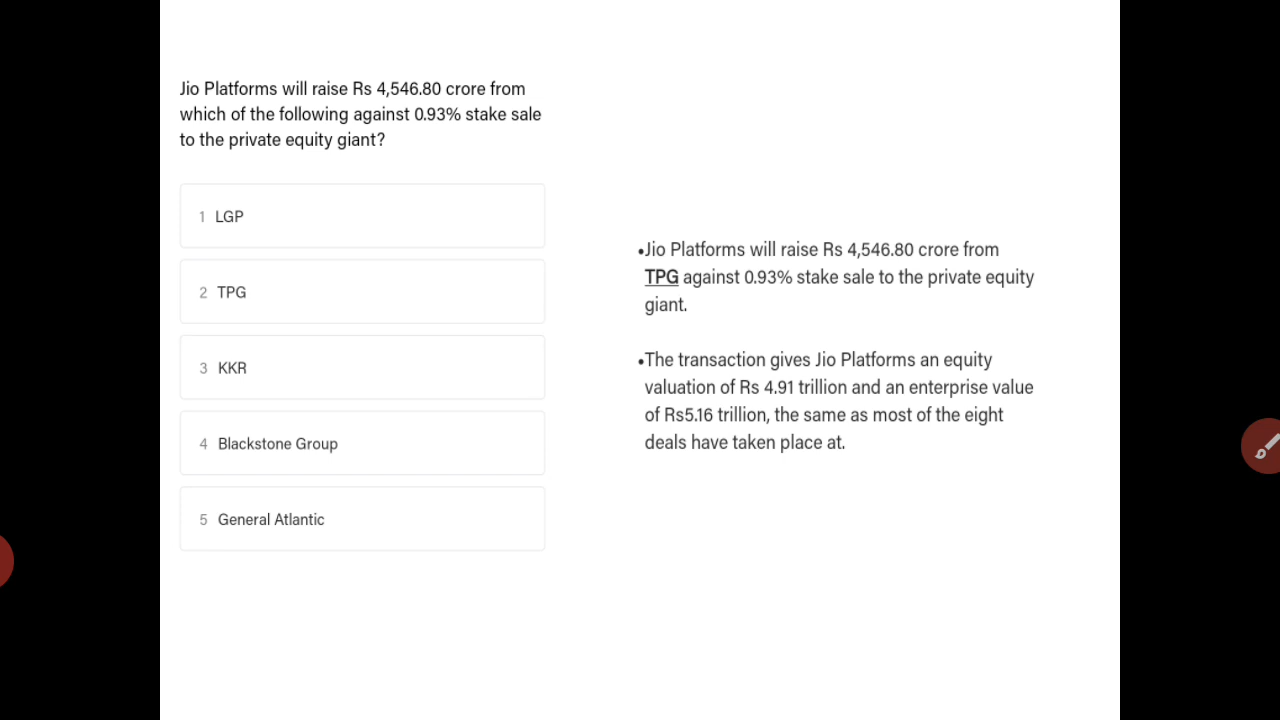 Jio Platforms will raise Rs 4,546.80 crore from
which of the following against 0.93% stake sale
to the private equity giant?
1 LGP
2 TPG
3 KKR
4 Blackstone Group
5 General Atlantic
•Jio Platforms will raise Rs 4,546.80 crore from
TPG against 0.93% stake sale to the private equity
giant.
•The transaction gives Jio Platforms an equity
valuation of Rs 4.91 trillion and an enterprise value
of Rs5.16 trillion, the same as most of the eight
deals have taken place at.